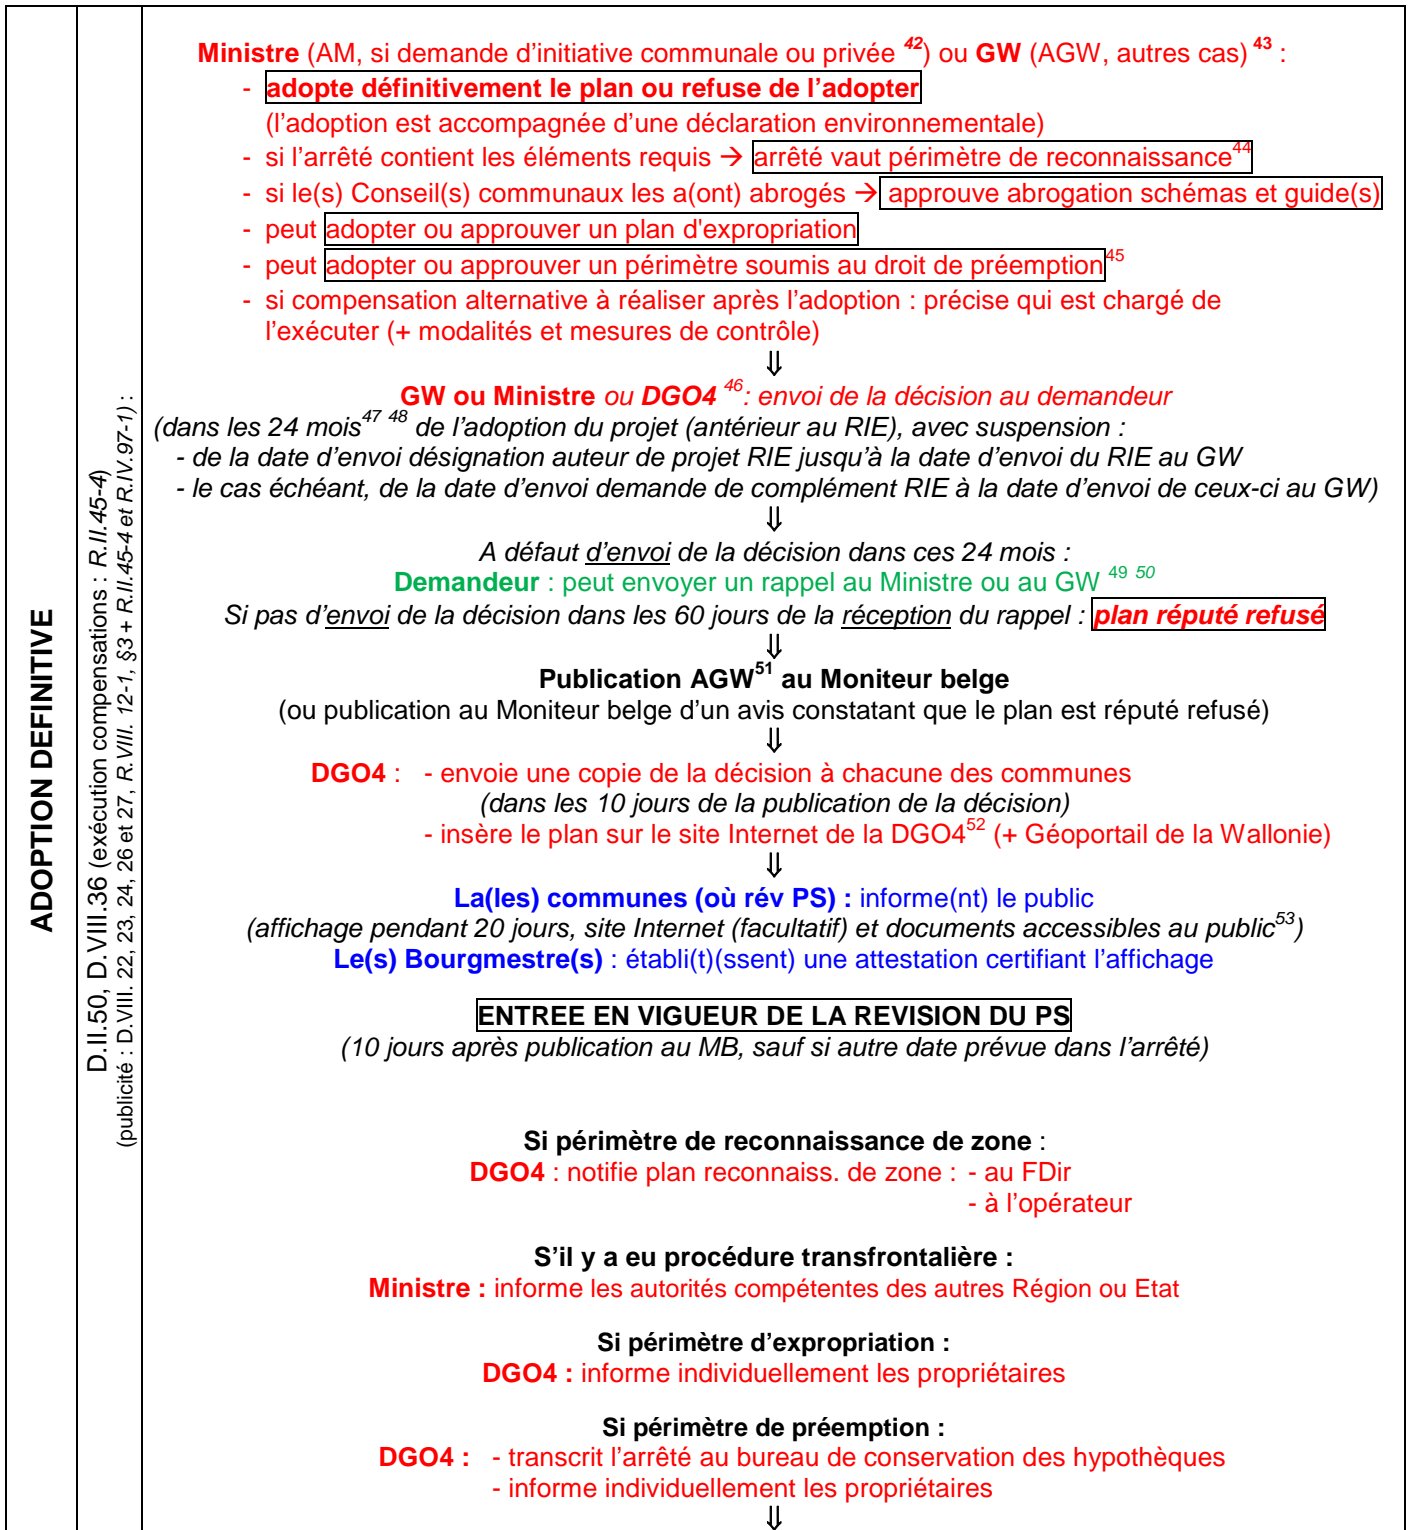 ADOPTION DEFINITIVE
D.II.50, D.VIII.36 (exécution compensations : R.II.45-4)
(publicité : D.VIII. 22, 23, 24, 26 et 27, R.VIII. 12-1, §3 + R.II.45-4 et R.IV.97-1) :
Ministre (AM, si demande d'initiative communale ou privée 42) ou GW (AGW, autres cas) 43 :
- adopte définitivement le plan ou refuse de l'adopter
(l'adoption est accompagnée d'une déclaration environnementale)
- si l'arrêté contient les éléments requis → arrêté vaut périmètre de reconnaissance44
- si le(s) Conseil(s) communaux les a(ont) abrogés → approuve abrogation schémas et guide(s)
- peut adopter ou approuver un plan d'expropriation
- peut adopter ou approuver un périmètre soumis au droit de préemption45
- si compensation alternative à réaliser après l'adoption : précise qui est chargé de
l'exécuter (+ modalités et mesures de contrôle)
⇓
GW ou Ministre ou DGO4 46: envoi de la décision au demandeur
(dans les 24 mois47 48 de l'adoption du projet (antérieur au RIE), avec suspension :
- de la date d'envoi désignation auteur de projet RIE jusqu'à la date d'envoi du RIE au GW
- le cas échéant, de la date d'envoi demande de complément RIE à la date d'envoi de ceux-ci au GW)
⇓
A défaut d'envoi de la décision dans ces 24 mois :
Demandeur : peut envoyer un rappel au Ministre ou au GW 49 50
Si pas d'envoi de la décision dans les 60 jours de la réception du rappel : plan réputé refusé
⇓
Publication AGW51 au Moniteur belge
(ou publication au Moniteur belge d'un avis constatant que le plan est réputé refusé)
⇓
DGO4 : - envoie une copie de la décision à chacune des communes
(dans les 10 jours de la publication de la décision)
- insère le plan sur le site Internet de la DGO452 (+ Géoportail de la Wallonie)
⇓
La(les) communes (où rév PS) : informe(nt) le public
(affichage pendant 20 jours, site Internet (facultatif) et documents accessibles au public53)
Le(s) Bourgmestre(s) : établi(t)(ssent) une attestation certifiant l'affichage
ENTREE EN VIGUEUR DE LA REVISION DU PS
(10 jours après publication au MB, sauf si autre date prévue dans l'arrêté)
Si périmètre de reconnaissance de zone :
DGO4 : notifie plan reconnaiss. de zone : - au FDir
- à l'opérateur
S'il y a eu procédure transfrontalière :
Ministre : informe les autorités compétentes des autres Région ou Etat
Si périmètre d'expropriation :
DGO4 : informe individuellement les propriétaires
Si périmètre de préemption :
DGO4 : - transcrit l'arrêté au bureau de conservation des hypothèques
- informe individuellement les propriétaires
⇓